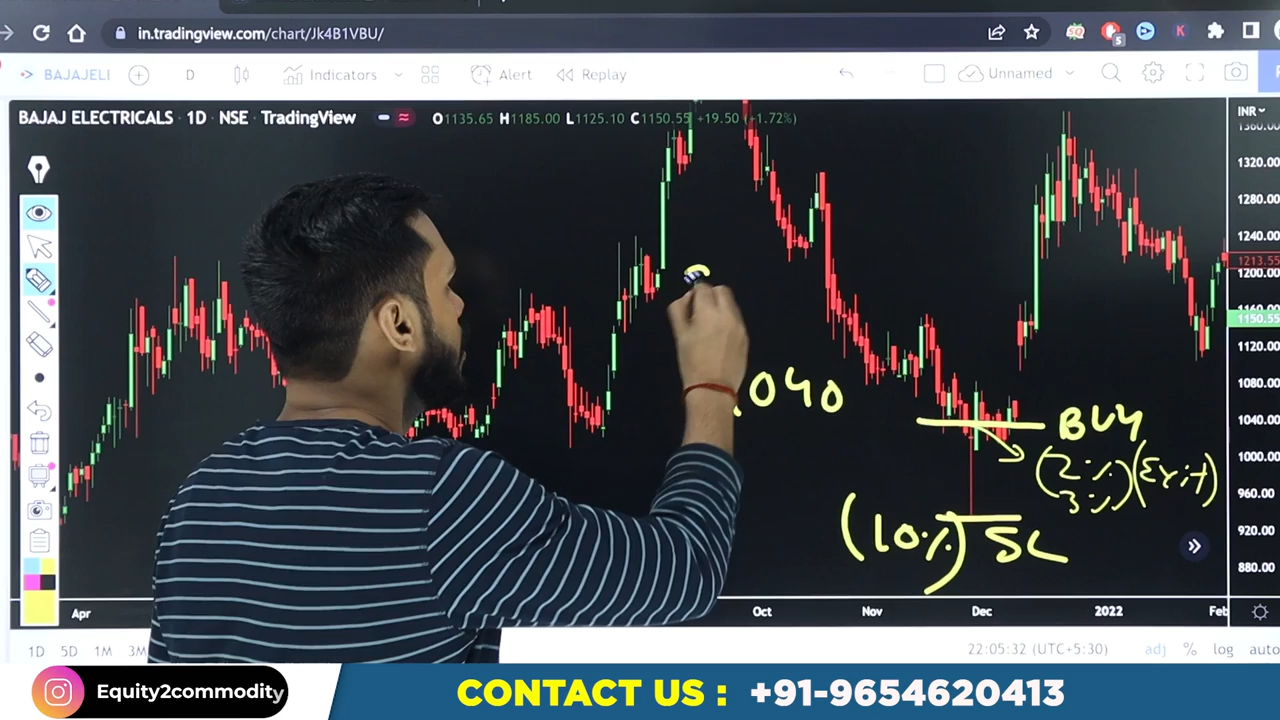 in.tradingview.com/chart/Jk4B1VBU/
5
K
BAJAJELI
D
Indicators
Alert
Replay
Unnamed
BAJAJ ELECTRICALS · 1D · NSE · TradingView
O1135.65 H1185.00 L1125.10 C1150.55 +19.50 (+1.72%)
INR
1360.00
1320.00
1280.00
1240.00
1213.55
1200.00
1160.00
1150.55
1120.00
1080.00
1040.00
1000.00
960.00
920.00
880.00
.040
BUY
(2%)(Exit)
3%
(10%) SL
Apr
Oct
Nov
Dec
2022
Feb
1D
5D
1M
3M
22:05:32 (UTC+5:30)
adj
%
log
auto
Equity2commodity
CONTACT US : +91-9654620413